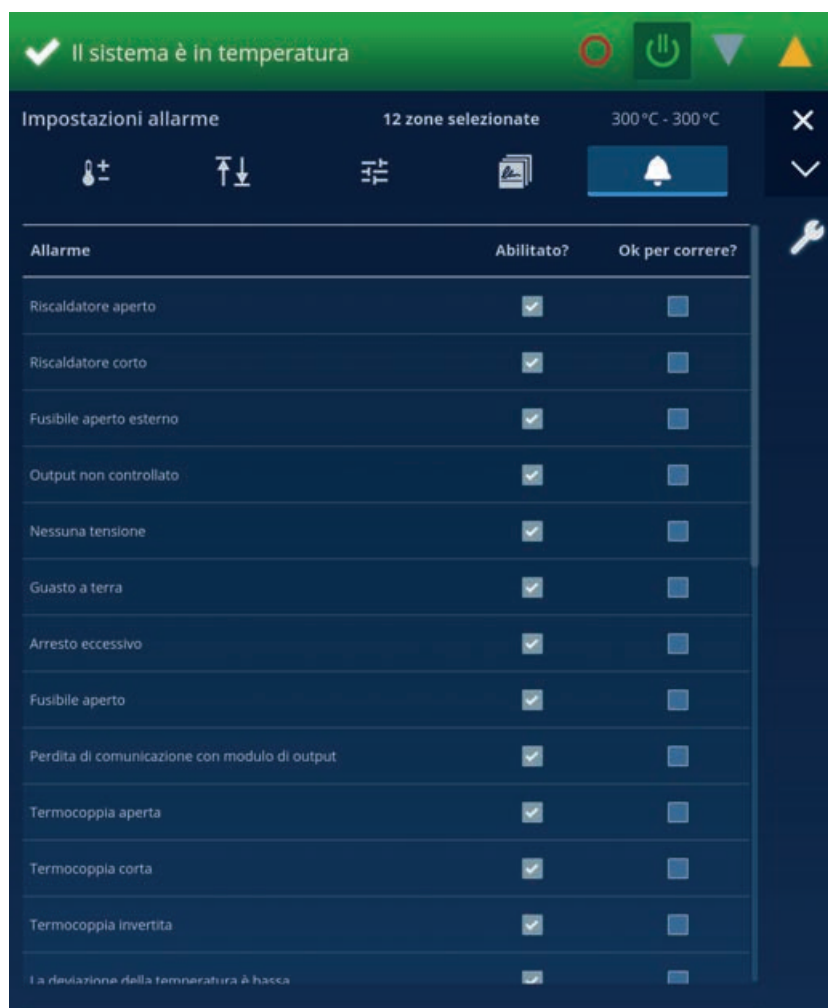 Il sistema è in temperatura
Impostazioni allarme 12 zone selezionate 300 °C - 300 °C
Allarme Abilitato? Ok per correre?
Riscaldatore aperto
Riscaldatore corto
Fusibile aperto esterno
Output non controllato
Nessuna tensione
Guasto a terra
Arresto eccessivo
Fusibile aperto
Perdita di comunicazione con modulo di output
Termocoppia aperta
Termocoppia corta
Termocoppia invertita
La deviazione della temperatura è bassa